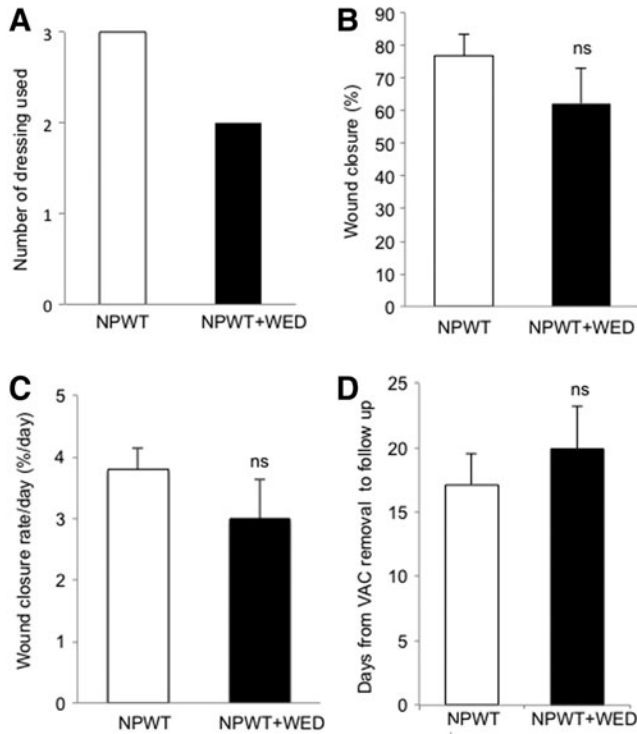 A
Number of dressing used
3
2
1
0
NPWT
NPWT+WED
B
Wound closure (%)
90
80
70
60
50
40
30
20
10
0
ns
NPWT
NPWT+WED
C
Wound closure rate/day (%/day)
5
4
3
2
1
0
ns
NPWT
NPWT+WED
D
Days from VAC removal to follow up
25
20
15
10
5
0
ns
NPWT
NPWT+WED